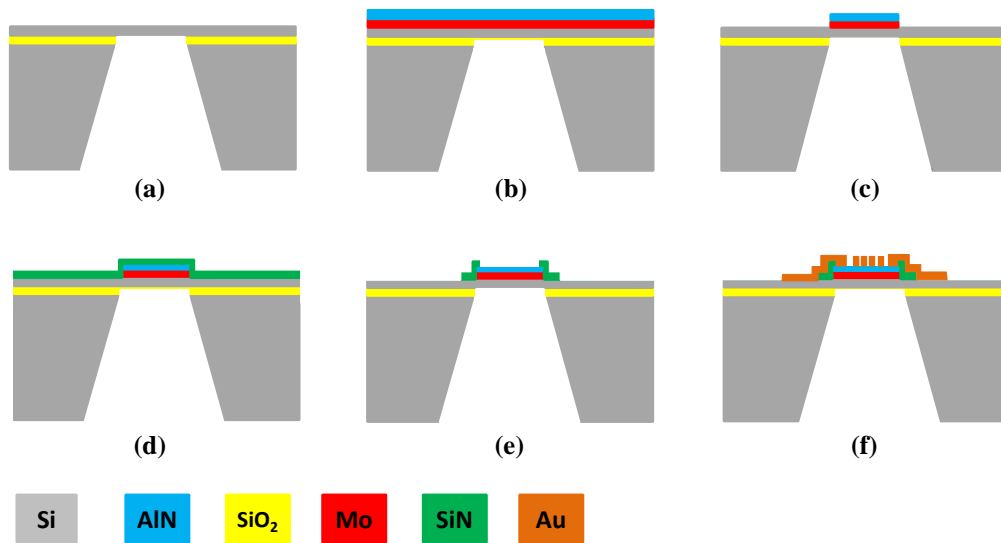 (a)
(b)
(c)
(d)
(e)
(f)
Si
AlN
SiO₂
Mo
SiN
Au